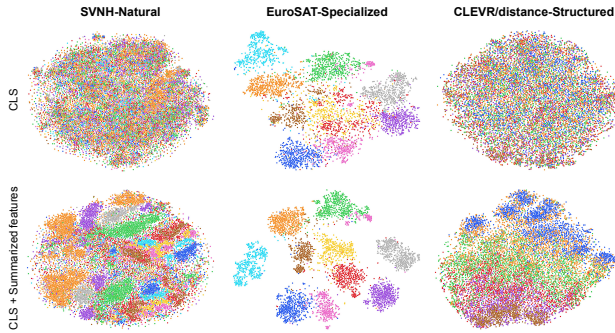 SVNH-Natural
EuroSAT-Specialized
CLEVR/distance-Structured
CLS
CLS + Summarized features